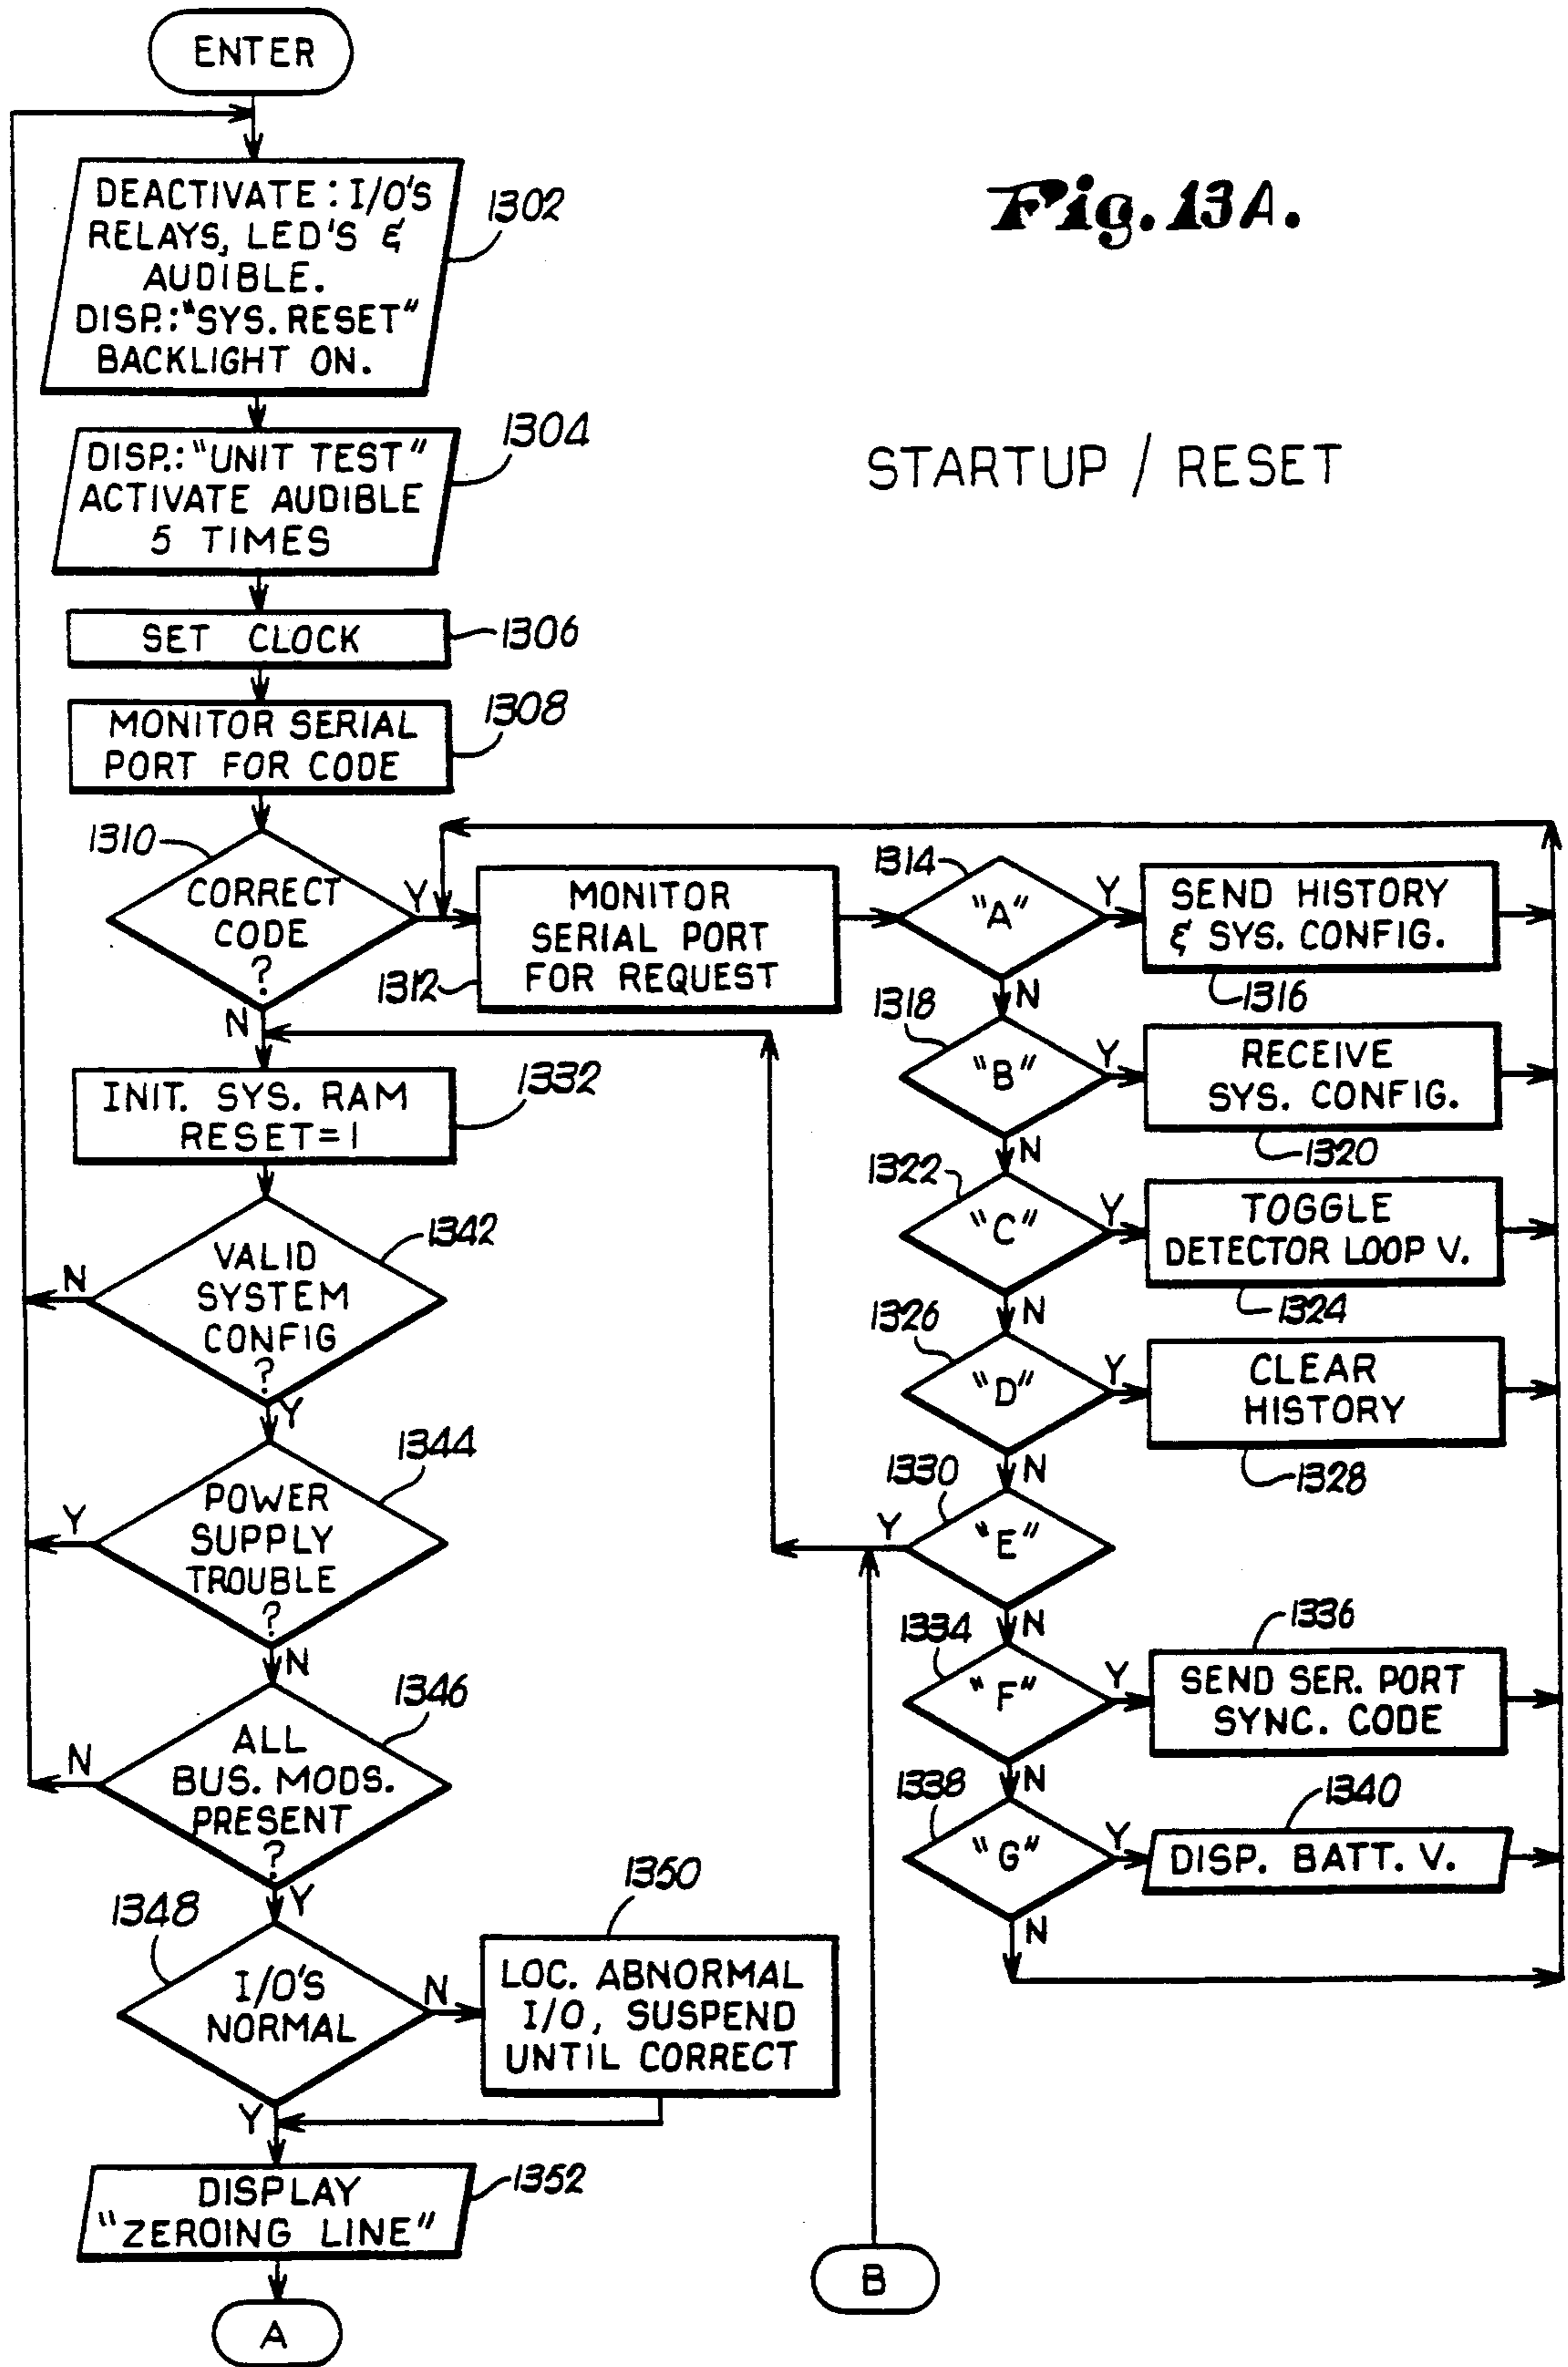 ENTER
Fig. 13A.
STARTUP / RESET
DEACTIVATE: I/O'S
RELAYS, LED'S &
AUDIBLE.
DISP.: "SYS. RESET"
BACKLIGHT ON.
1302
DISP.: "UNIT TEST"
ACTIVATE AUDIBLE
5 TIMES
1304
SET CLOCK
1306
MONITOR SERIAL
PORT FOR CODE
1308
1310
CORRECT
CODE
?
Y
N
MONITOR
SERIAL PORT
FOR REQUEST
1312
1314
"A"
Y
N
SEND HISTORY
& SYS. CONFIG.
1316
1318
"B"
Y
N
RECEIVE
SYS. CONFIG.
1320
1322
"C"
Y
N
TOGGLE
DETECTOR LOOP V.
1324
1326
"D"
Y
N
CLEAR
HISTORY
1328
1330
"E"
Y
N
1334
"F"
Y
N
1336
SEND SER. PORT
SYNC. CODE
1338
"G"
Y
N
1340
DISP. BATT. V.
INIT. SYS. RAM
RESET=1
1332
VALID
SYSTEM
CONFIG
?
1342
N
Y
POWER
SUPPLY
TROUBLE
?
1344
Y
N
ALL
BUS. MODS.
PRESENT
?
1346
N
Y
1348
I/O'S
NORMAL
N
Y
1350
LOC. ABNORMAL
I/O, SUSPEND
UNTIL CORRECT
DISPLAY
"ZEROING LINE"
1352
A
B